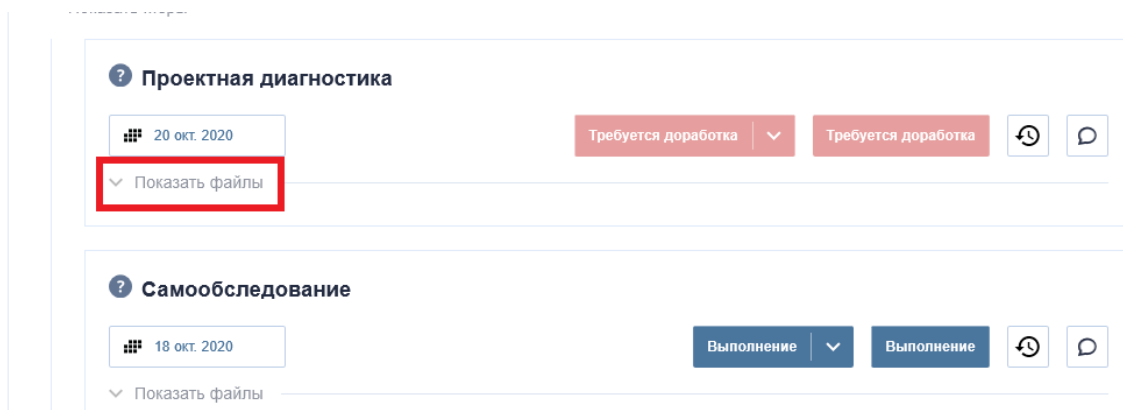 Проектная диагностика
20 окт. 2020
Требуется доработка
Требуется доработка
Показать файлы
Самообследование
18 окт. 2020
Выполнение
Выполнение
Показать файлы